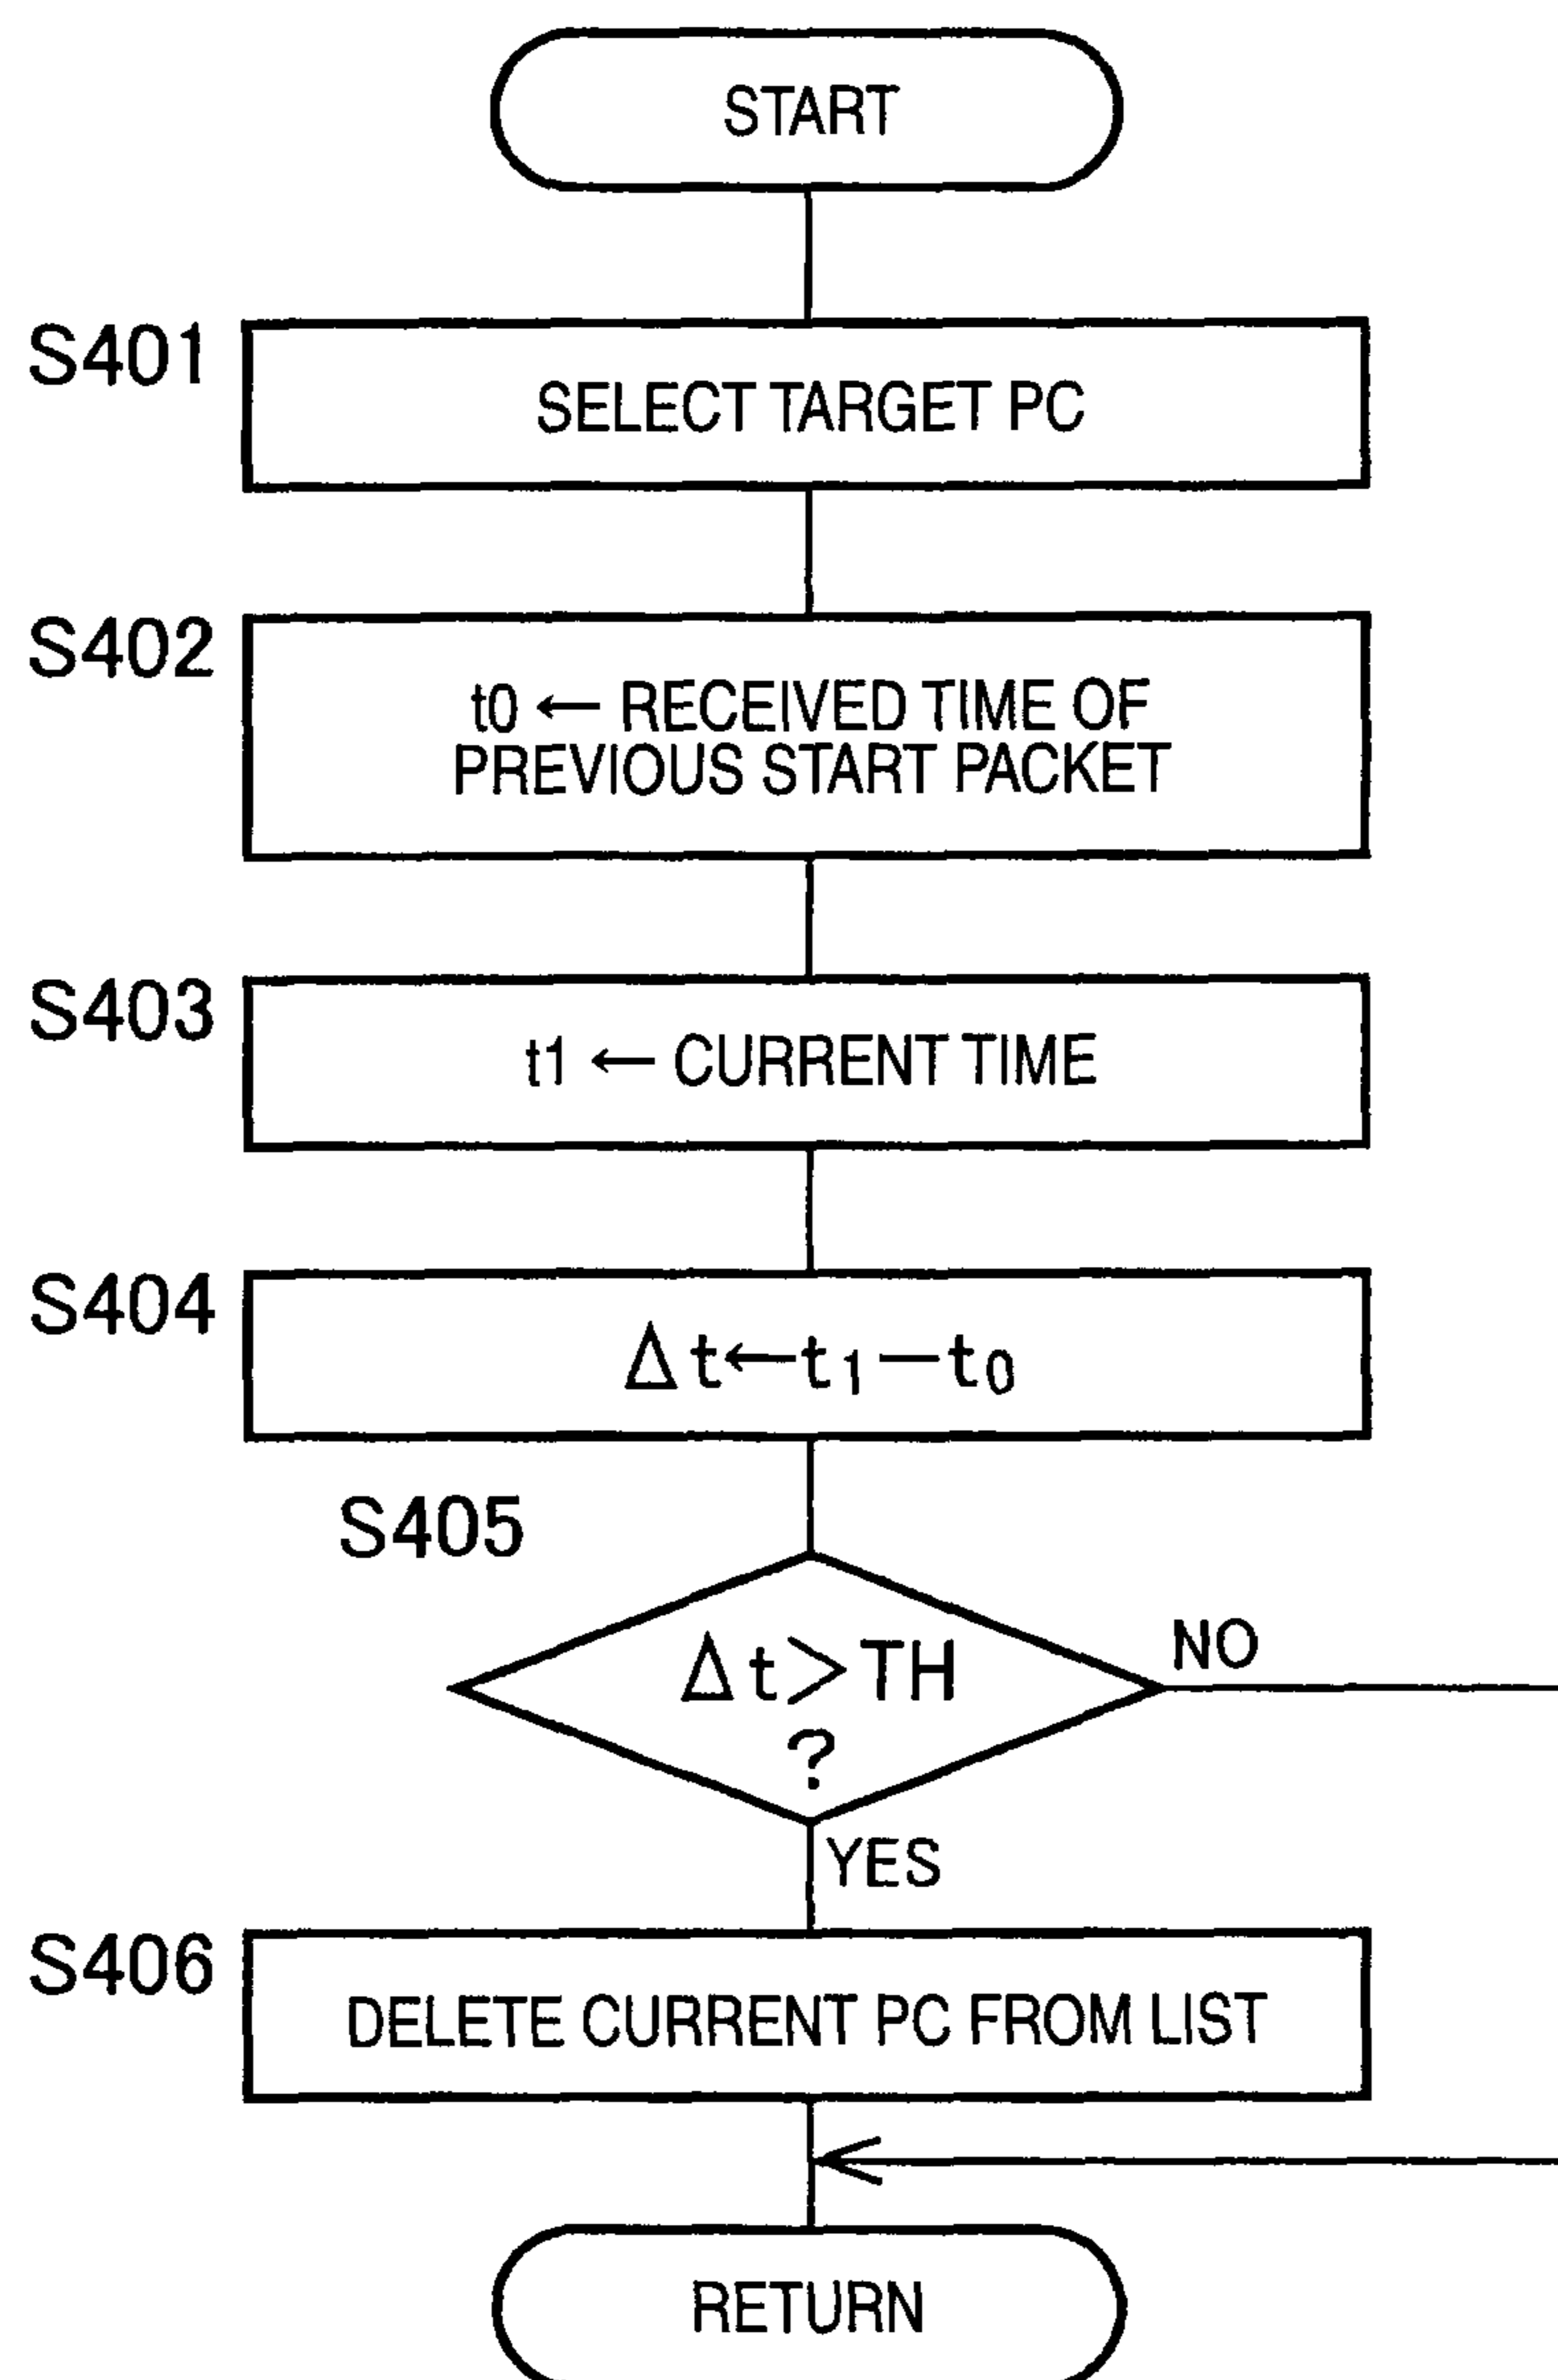 START
S401
SELECT TARGET PC
S402
t0 ← RECEIVED TIME OF
PREVIOUS START PACKET
S403
t1 ← CURRENT TIME
S404
Δt←t₁−t₀
S405
Δt>TH
?
NO
YES
S406
DELETE CURRENT PC FROM LIST
RETURN